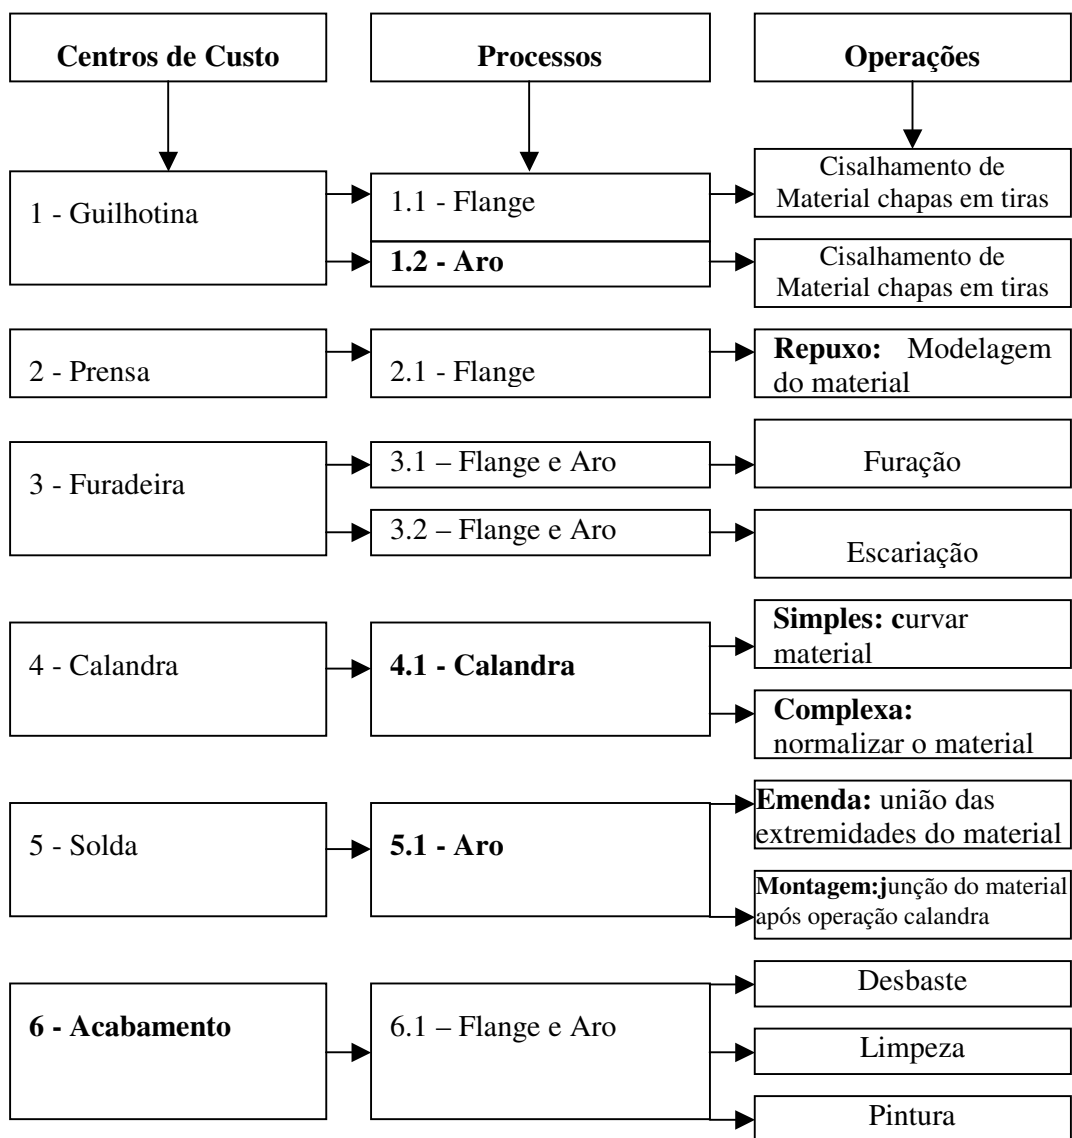 Centros de Custo
Processos
Operações
1 - Guilhotina
1.1 - Flange
Cisalhamento de
Material chapas em tiras
1.2 - Aro
Cisalhamento de
Material chapas em tiras
2 - Prensa
2.1 - Flange
Repuxo: Modelagem
do material
3 - Furadeira
3.1 – Flange e Aro
Furação
3.2 – Flange e Aro
Escariação
4 - Calandra
4.1 - Calandra
Simples: curvar
material
Complexa:
normalizar o material
5 - Solda
5.1 - Aro
Emenda: união das
extremidades do material
Montagem:junção do material
após operação calandra
6 - Acabamento
6.1 – Flange e Aro
Desbaste
Limpeza
Pintura